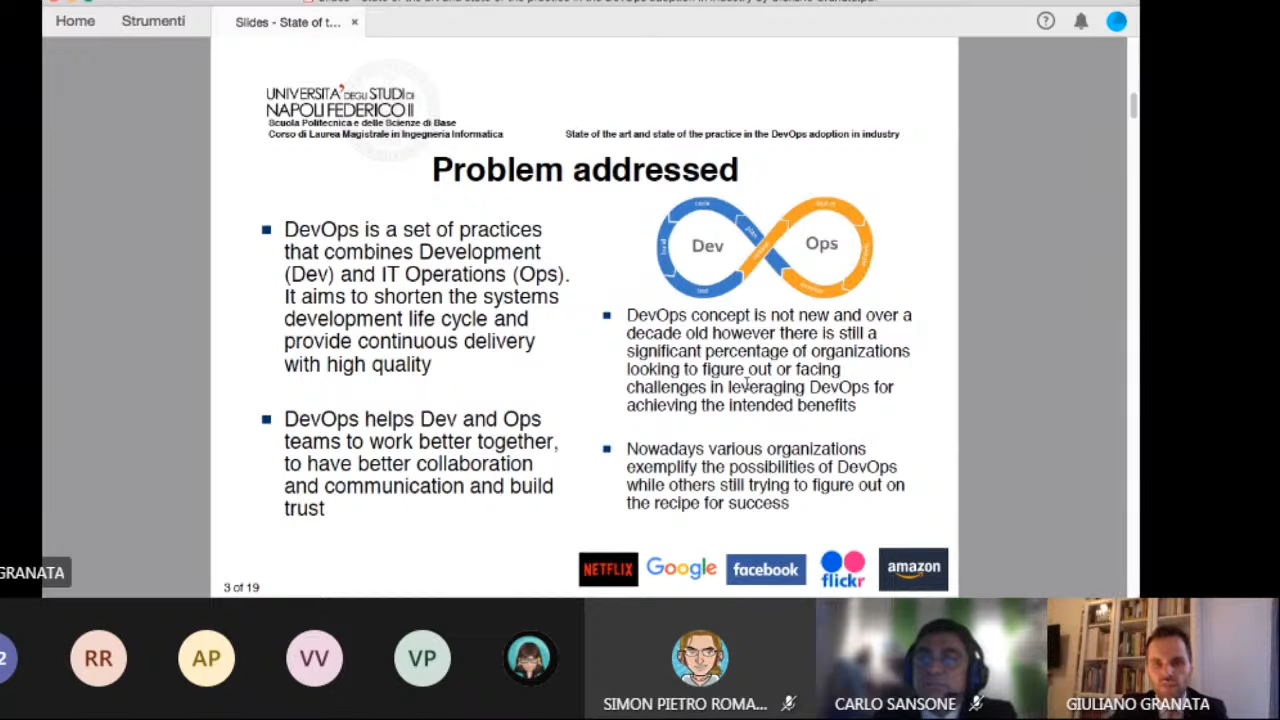 Home
Strumenti
Slides - State of t...
×
?
UNIVERSITA' DEGLI STUDI DI
NAPOLI FEDERICO II
Scuola Politecnica e delle Scienze di Base
Corso di Laurea Magistrale in Ingegneria Informatica
State of the art and state of the practice in the DevOps adoption in industry
Problem addressed
DevOps is a set of practices
that combines Development
(Dev) and IT Operations (Ops).
It aims to shorten the systems
development life cycle and
provide continuous delivery
with high quality
DevOps helps Dev and Ops
teams to work better together,
to have better collaboration
and communication and build
trust
Dev
Ops
code
plan
build
test
DevOps concept is not new and over a
decade old however there is still a
significant percentage of organizations
looking to figure out or facing
challenges in leveraging DevOps for
achieving the intended benefits
Nowadays various organizations
exemplify the possibilities of DevOps
while others still trying to figure out on
the recipe for success
NETFLIX
Google
facebook
flickr
amazon
3 of 19
GRANATA
2
RR
AP
VV
VP
SIMON PIETRO ROMA...
CARLO SANSONE
GIULIANO GRANATA